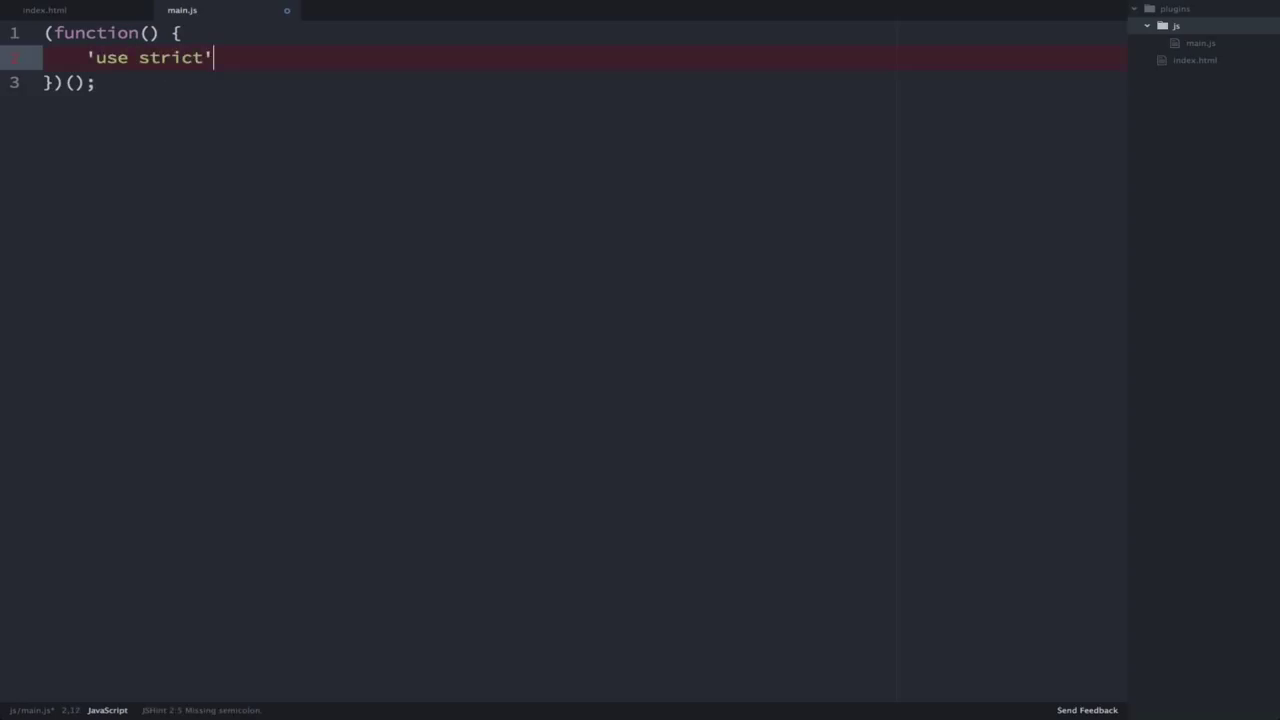 index.html
main.js
1 (function() {
2 'use strict'
3 })();
plugins
js
main.js
index.html
js/main.js* 2,17 JavaScript JSHint 2:5 Missing semicolon.
Send Feedback